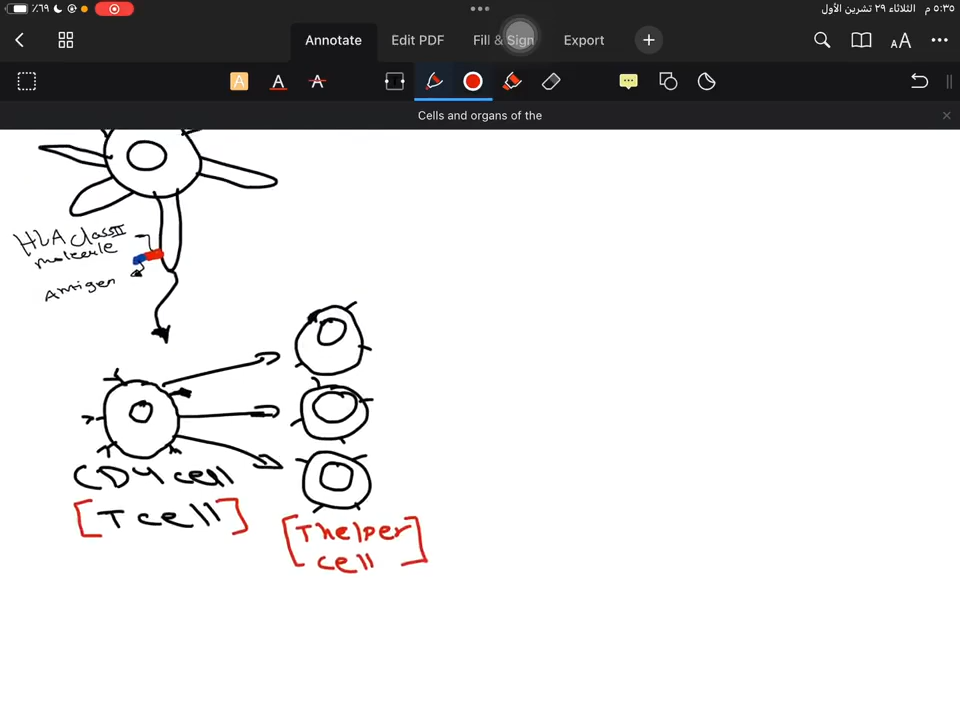 ٪٦٩
٥:٣٥ م الثلاثاء ٢٩ تشرين الأول
Annotate
Edit PDF
Fill & Sign
Export
A
A
A
AA
Cells and organs of the
HLA class II
molecule
Antigen
CD4 cell
[T cell]
[T helper
cell]